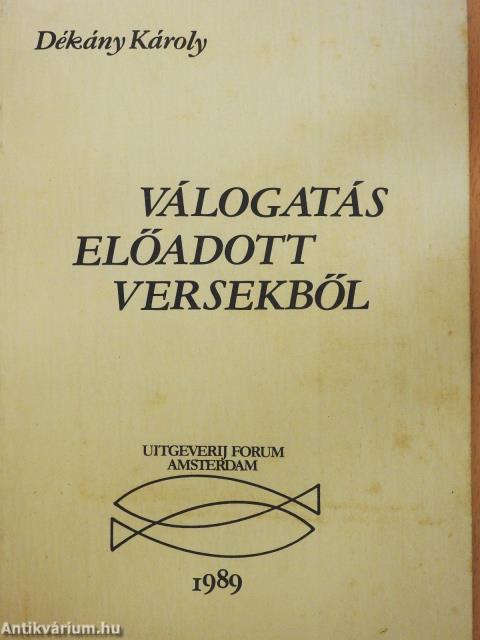 Dékány Károly
VÁLOGATÁS
ELŐADOTT
VERSEKBŐL
UITGEVERIJ FORUM
AMSTERDAM
1989
Antikvárium.hu